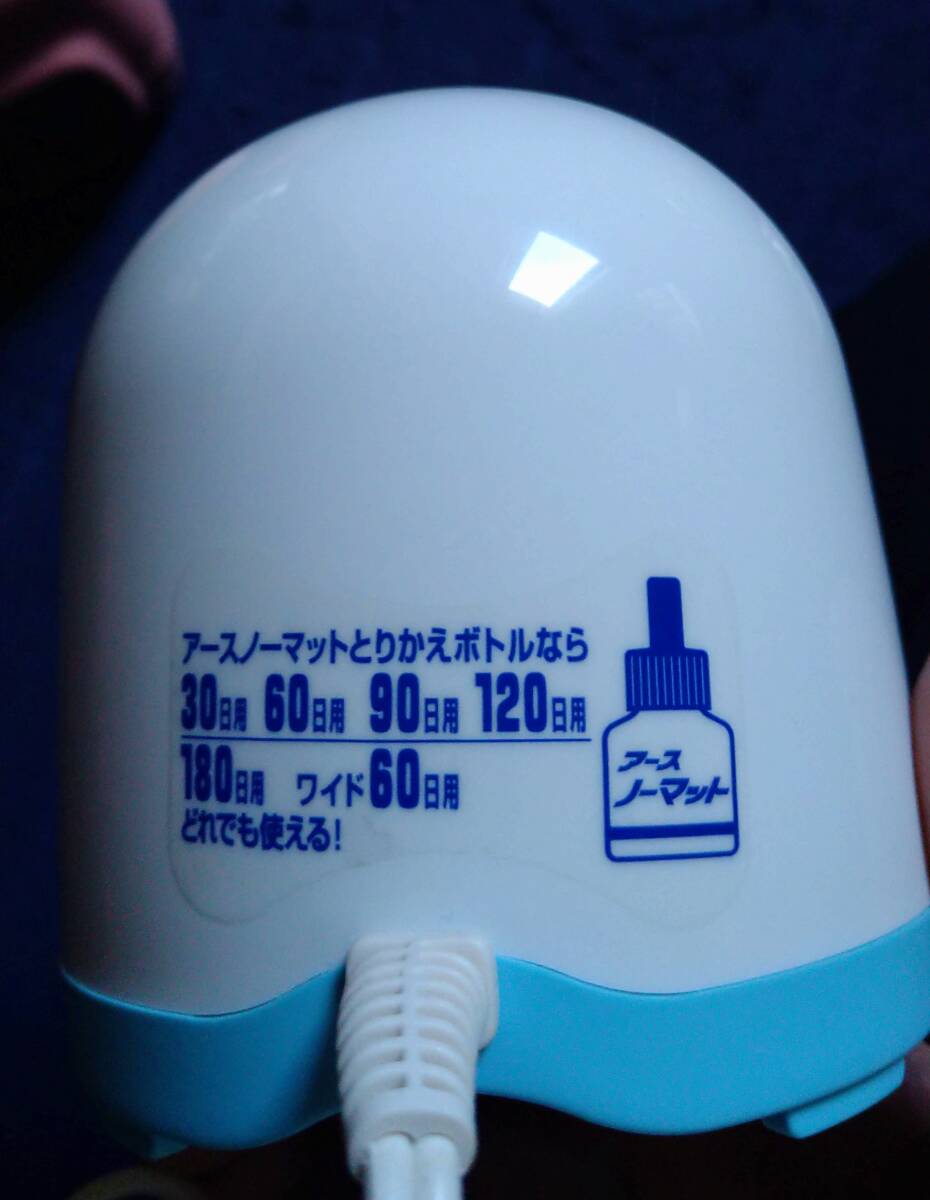 アースノーマットとりかえボトルなら
30日用 60日用 90日用 120日用
180日用 ワイド60日用
どれでも使える!
アース
ノーマット